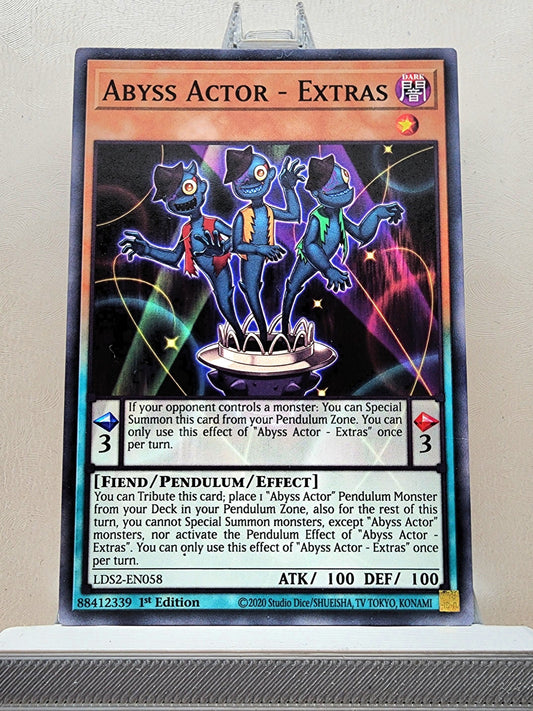 ABYSS ACTOR - EXTRAS
DARK
闇
If your opponent controls a monster: You can Special
Summon this card from your Pendulum Zone. You can
only use this effect of "Abyss Actor - Extras" once
per turn.
3
3
[FIEND/PENDULUM/EFFECT]
You can Tribute this card; place 1 "Abyss Actor" Pendulum Monster
from your Deck in your Pendulum Zone, also for the rest of this
turn, you cannot Special Summon monsters, except "Abyss Actor"
monsters, nor activate the Pendulum Effect of "Abyss Actor -
Extras". You can only use this effect of "Abyss Actor - Extras" once
per turn.
LDS2-EN058 ATK/ 100 DEF/ 100
88412339 1st Edition ©2020 Studio Dice/SHUEISHA, TV TOKYO, KONAMI